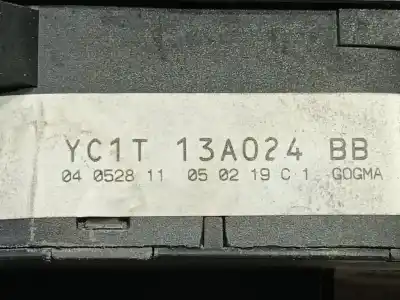 YC1T 13A024 BB
04 0528 11 05 02 19 C 1 GOGMA